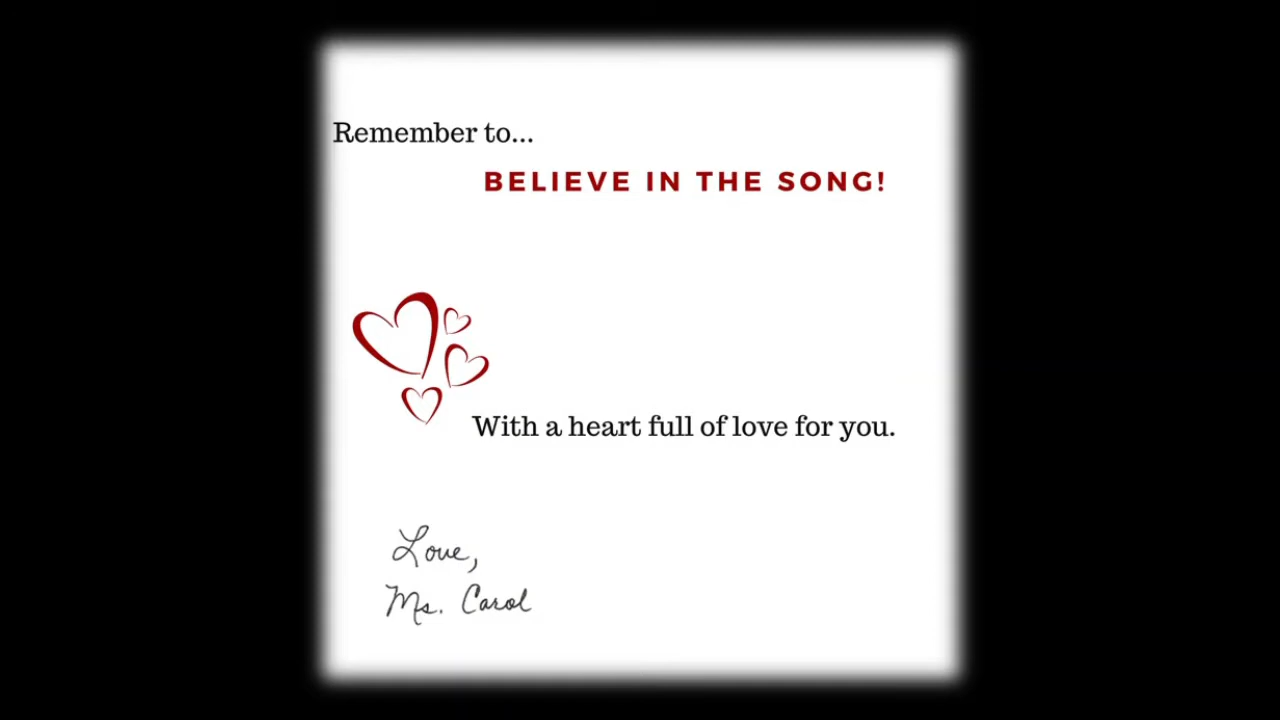 Remember to...
BELIEVE IN THE SONG!
With a heart full of love for you.
Love,
Ms. Carol